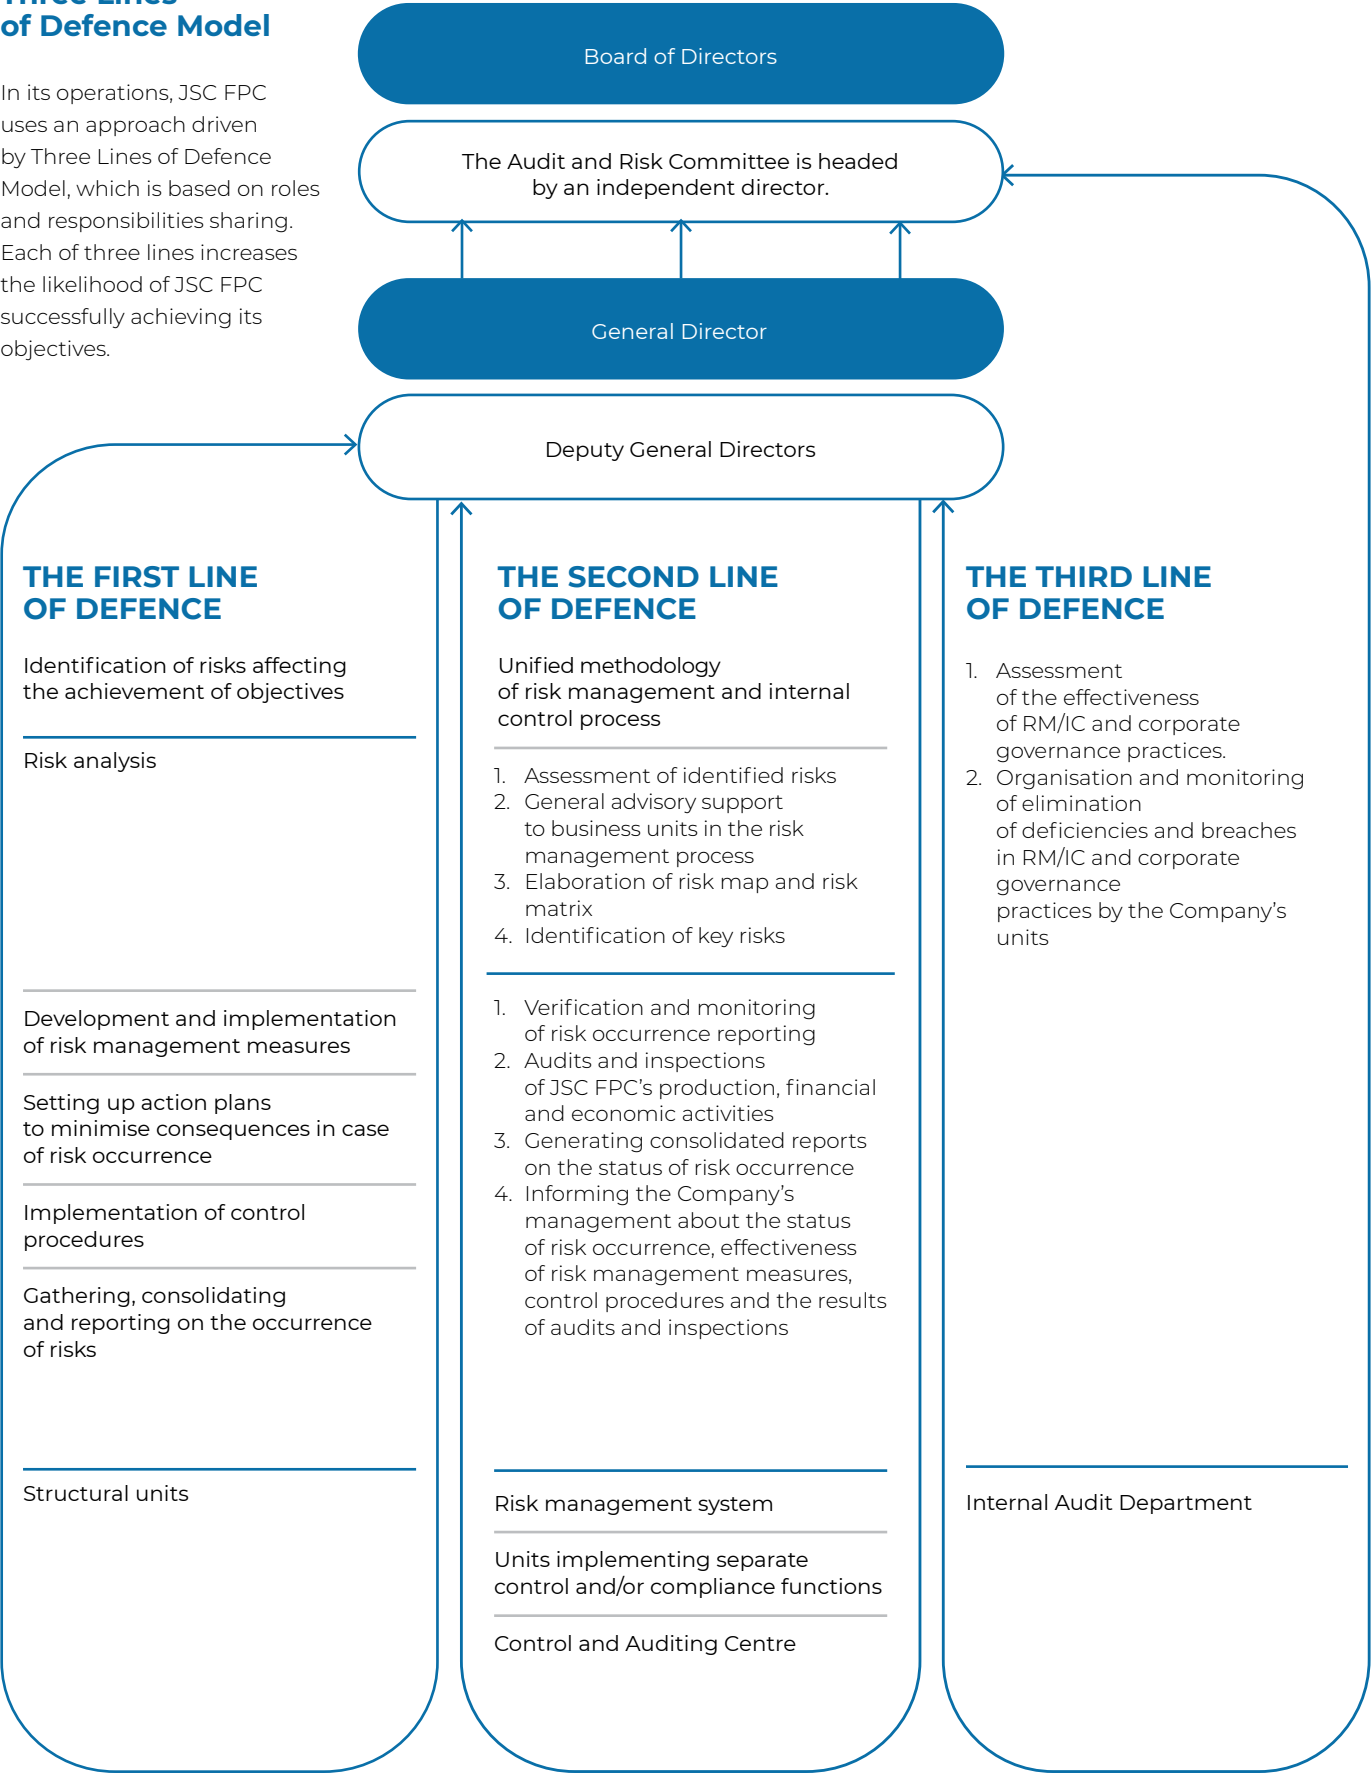 Three Lines
of Defence Model
In its operations, JSC FPC
uses an approach driven
by Three Lines of Defence
Model, which is based on roles
and responsibilities sharing.
Each of three lines increases
the likelihood of JSC FPC
successfully achieving its
objectives.
Board of Directors
The Audit and Risk Committee is headed
by an independent director.
General Director
Deputy General Directors
THE FIRST LINE
OF DEFENCE
Identification of risks affecting
the achievement of objectives
Risk analysis
Development and implementation
of risk management measures
Setting up action plans
to minimise consequences in case
of risk occurrence
Implementation of control
procedures
Gathering, consolidating
and reporting on the occurrence
of risks
Structural units
THE SECOND LINE
OF DEFENCE
Unified methodology
of risk management and internal
control process
1. Assessment of identified risks
2. General advisory support
to business units in the risk
management process
3. Elaboration of risk map and risk
matrix
4. Identification of key risks
1. Verification and monitoring
of risk occurrence reporting
2. Audits and inspections
of JSC FPC’s production, financial
and economic activities
3. Generating consolidated reports
on the status of risk occurrence
4. Informing the Company’s
management about the status
of risk occurrence, effectiveness
of risk management measures,
control procedures and the results
of audits and inspections
Risk management system
Units implementing separate
control and/or compliance functions
Control and Auditing Centre
THE THIRD LINE
OF DEFENCE
1. Assessment
of the effectiveness
of RM/IC and corporate
governance practices.
2. Organisation and monitoring
of elimination
of deficiencies and breaches
in RM/IC and corporate
governance
practices by the Company’s
units
Internal Audit Department